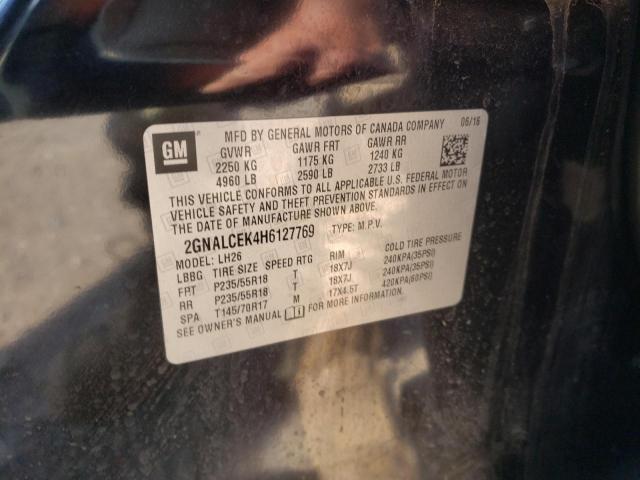 GM
MFD BY GENERAL MOTORS OF CANADA COMPANY 06/16
GVWR GAWR FRT GAWR RR
2250 KG 1175 KG 1240 KG
4960 LB 2590 LB 2733 LB
THIS VEHICLE CONFORMS TO ALL APPLICABLE U.S. FEDERAL MOTOR
VEHICLE SAFETY AND THEFT PREVENTION STANDARDS IN EFFECT ON
THE DATE OF MANUFACTURE SHOWN ABOVE.
2GNALCEK4H6127769 TYPE: M.P.V.
MODEL: LH26
LBBG TIRE SIZE SPEED RTG RIM COLD TIRE PRESSURE
FRT P235/55R18 T 18X7J 240KPA(35PSI)
RR P235/55R18 T 18X7J 240KPA(35PSI)
SPA T145/70R17 M 17X4.5T 420KPA(60PSI)
SEE OWNER'S MANUAL FOR MORE INFORMATION.